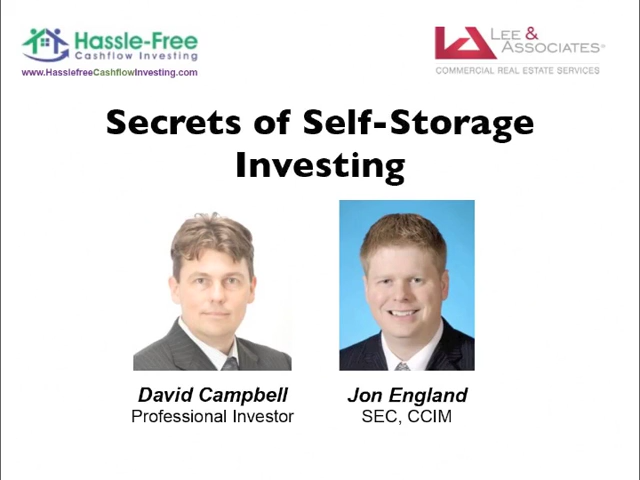 Hassle-Free
Cashflow Investing
www.HasslefreeCashflowInvesting.com
LEE &
ASSOCIATES®
COMMERCIAL REAL ESTATE SERVICES
Secrets of Self-Storage
Investing
David Campbell
Professional Investor
Jon England
SEC, CCIM